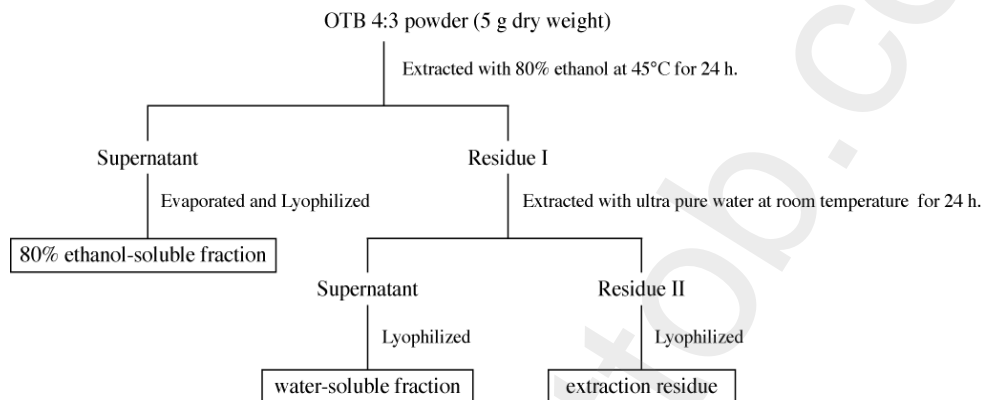 OTB 4:3 powder (5 g dry weight)
Extracted with 80% ethanol at 45°C for 24 h.
Supernatant
Residue I
Evaporated and Lyophilized
Extracted with ultra pure water at room temperature for 24 h.
80% ethanol-soluble fraction
Supernatant
Residue II
Lyophilized
Lyophilized
water-soluble fraction
extraction residue